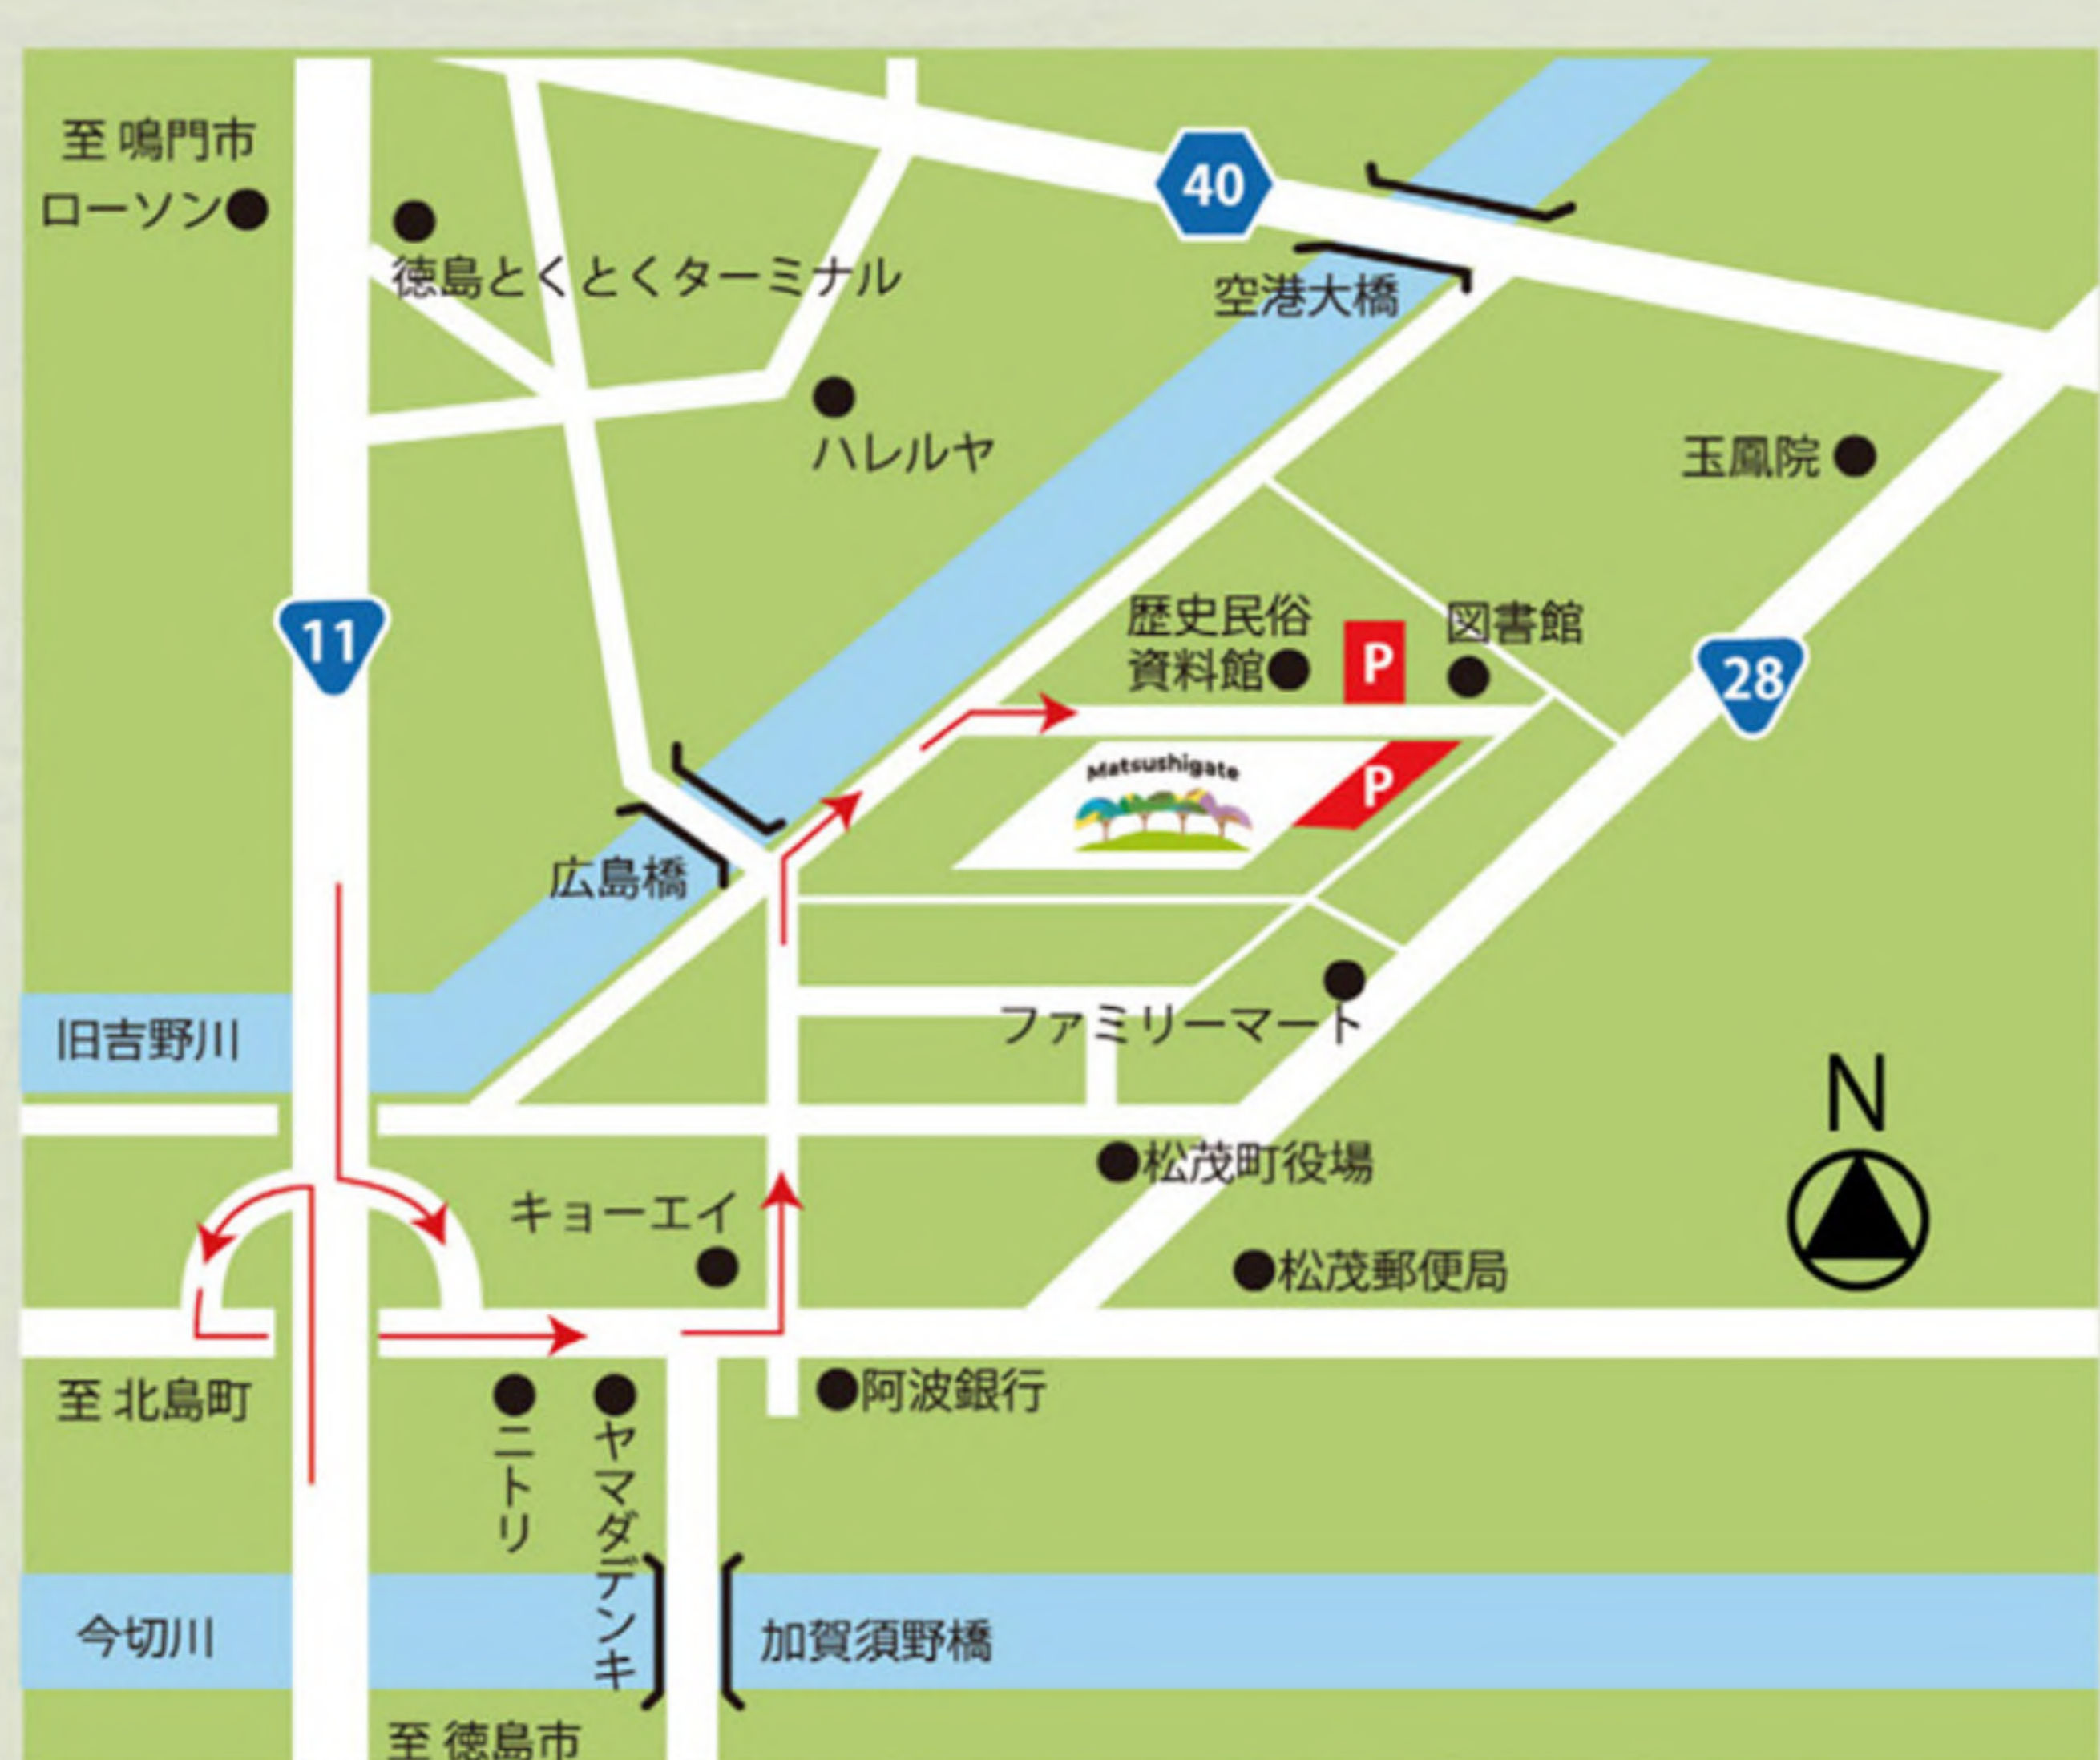 至 鳴門市
ローソン
徳島とくとくターミナル
40
空港大橋
ハレルヤ
玉鳳院
11
歴史民俗
資料館
P
図書館
28
Matsushigate
P
広島橋
旧吉野川
ファミリーマート
N
松茂町役場
キョーエイ
松茂郵便局
至 北島町
阿波銀行
ニトリ
ヤマダデンキ
今切川
加賀須野橋
至 徳島市